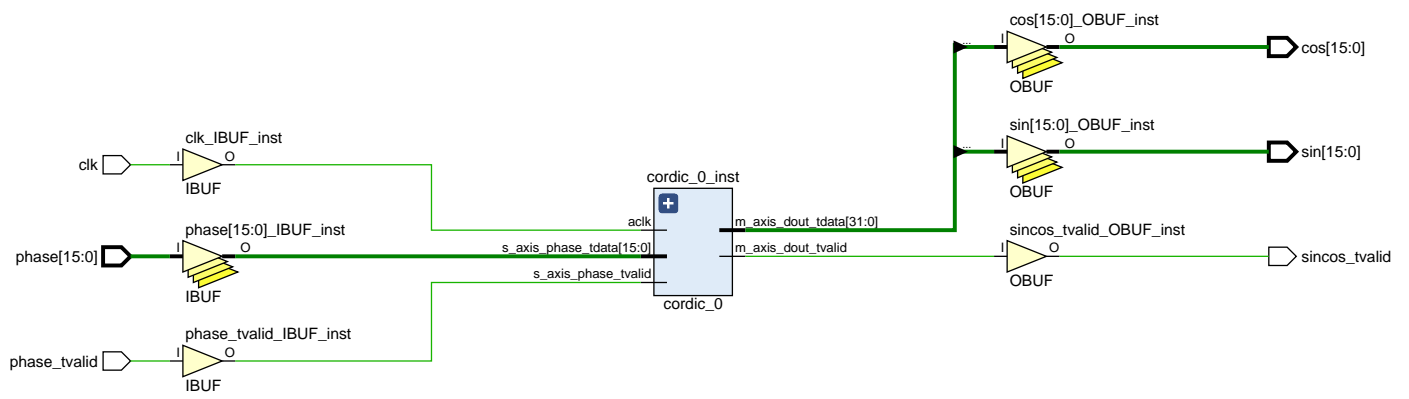 cos[15:0]_OBUF_inst
I
...
O
cos[15:0]
OBUF
sin[15:0]_OBUF_inst
I
...
O
sin[15:0]
OBUF
clk_IBUF_inst
clk
I
O
IBUF
cordic_0_inst
aclk
m_axis_dout_tdata[31:0]
phase[15:0]_IBUF_inst
phase[15:0]
I
O
s_axis_phase_tdata[15:0]
m_axis_dout_tvalid
s_axis_phase_tvalid
IBUF
cordic_0
sincos_tvalid_OBUF_inst
I
O
sincos_tvalid
OBUF
phase_tvalid_IBUF_inst
phase_tvalid
I
O
IBUF